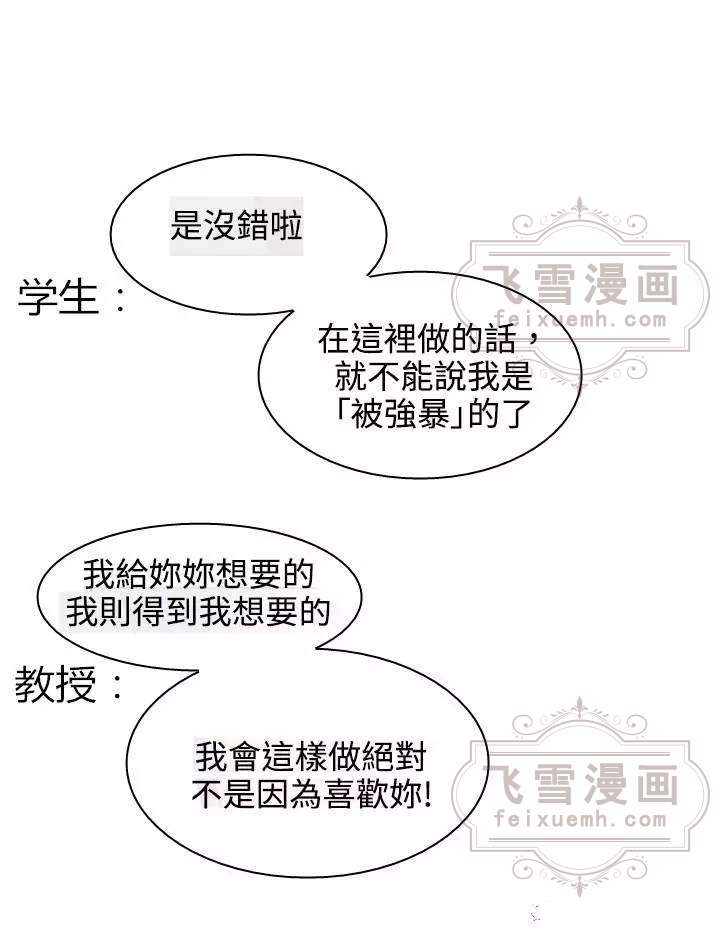 是沒錯啦
飞雪漫画
feixuemh.com
学生：
在這裡做的話，
就不能說我是
「被強暴」的了
我給妳妳想要的
我則得到我想要的
教授：
我會這樣做絕對
不是因為喜歡妳!
飞雪漫画
feixuemh.com